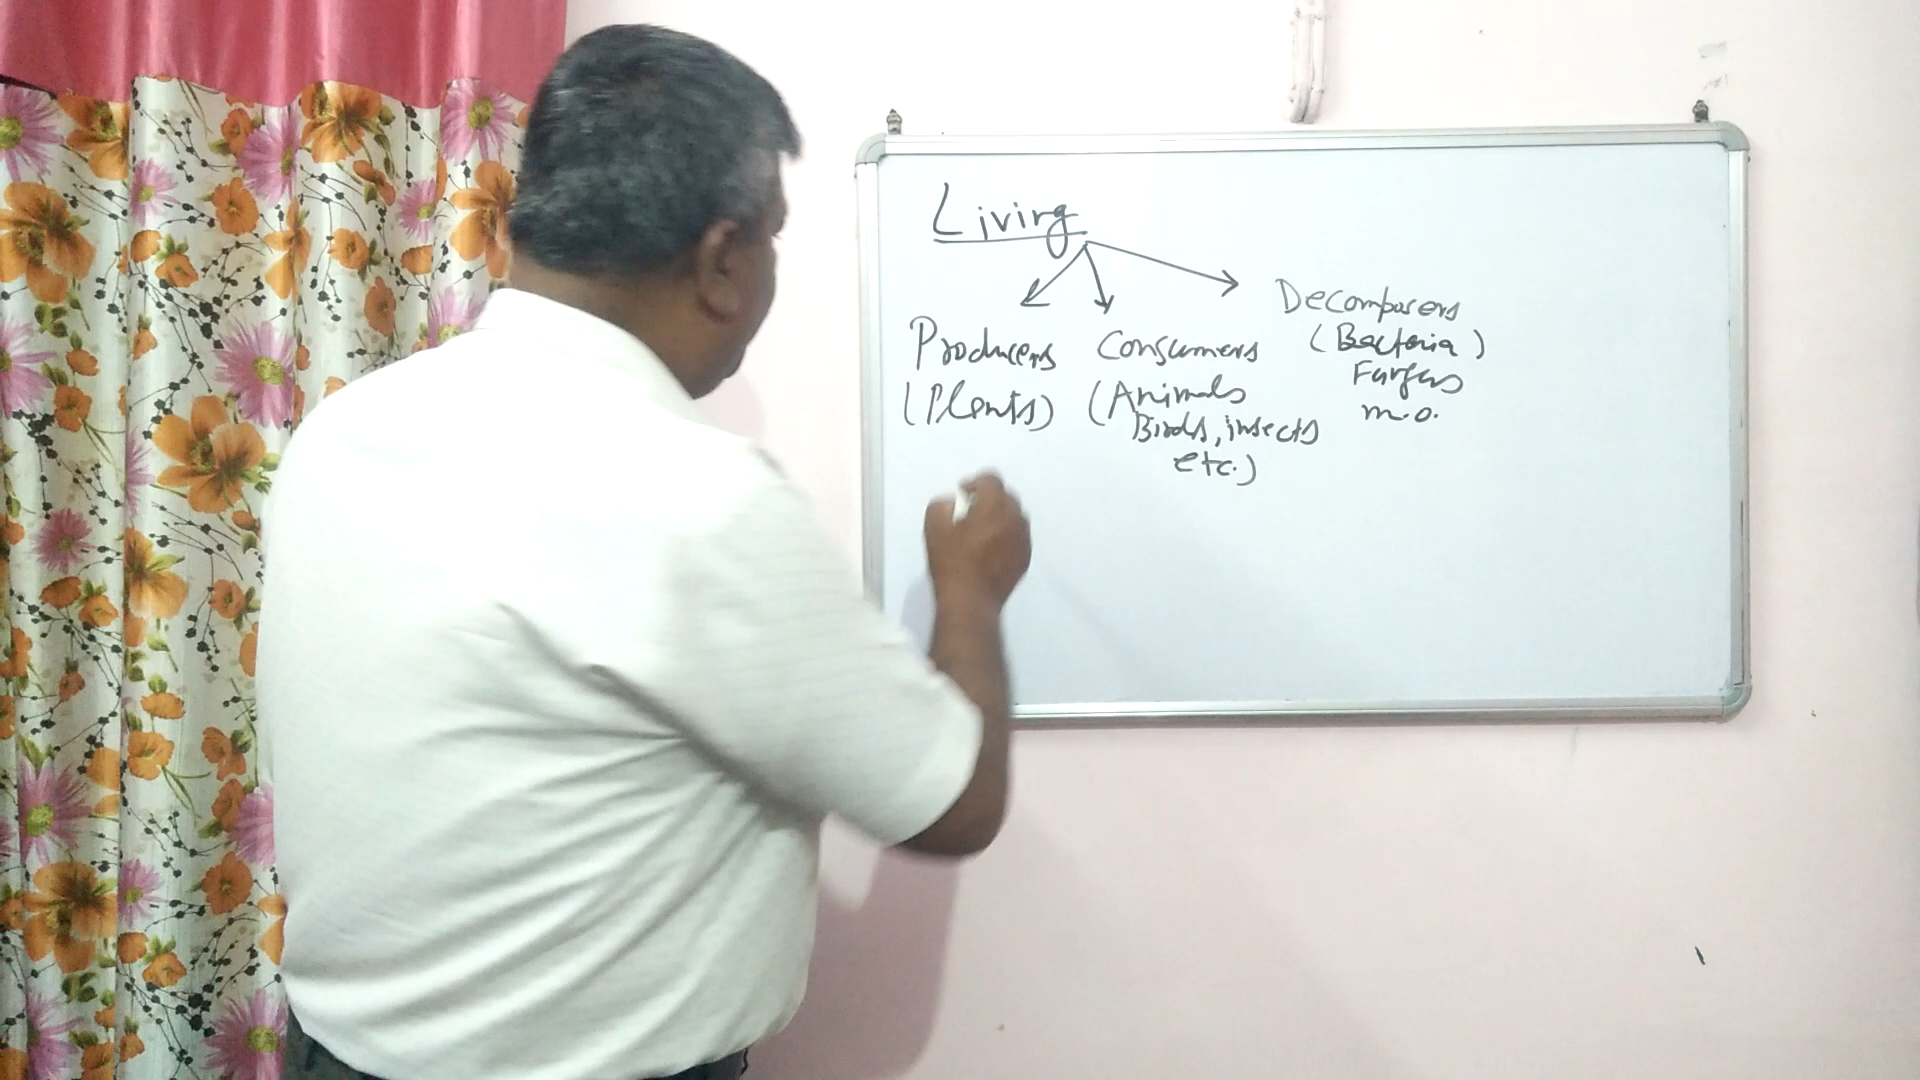 Living
Producers
(Plants)
Consumers
(Animals
Birds, insects
etc.)
Decomposers
(Bacteria)
Fungus
m.o.